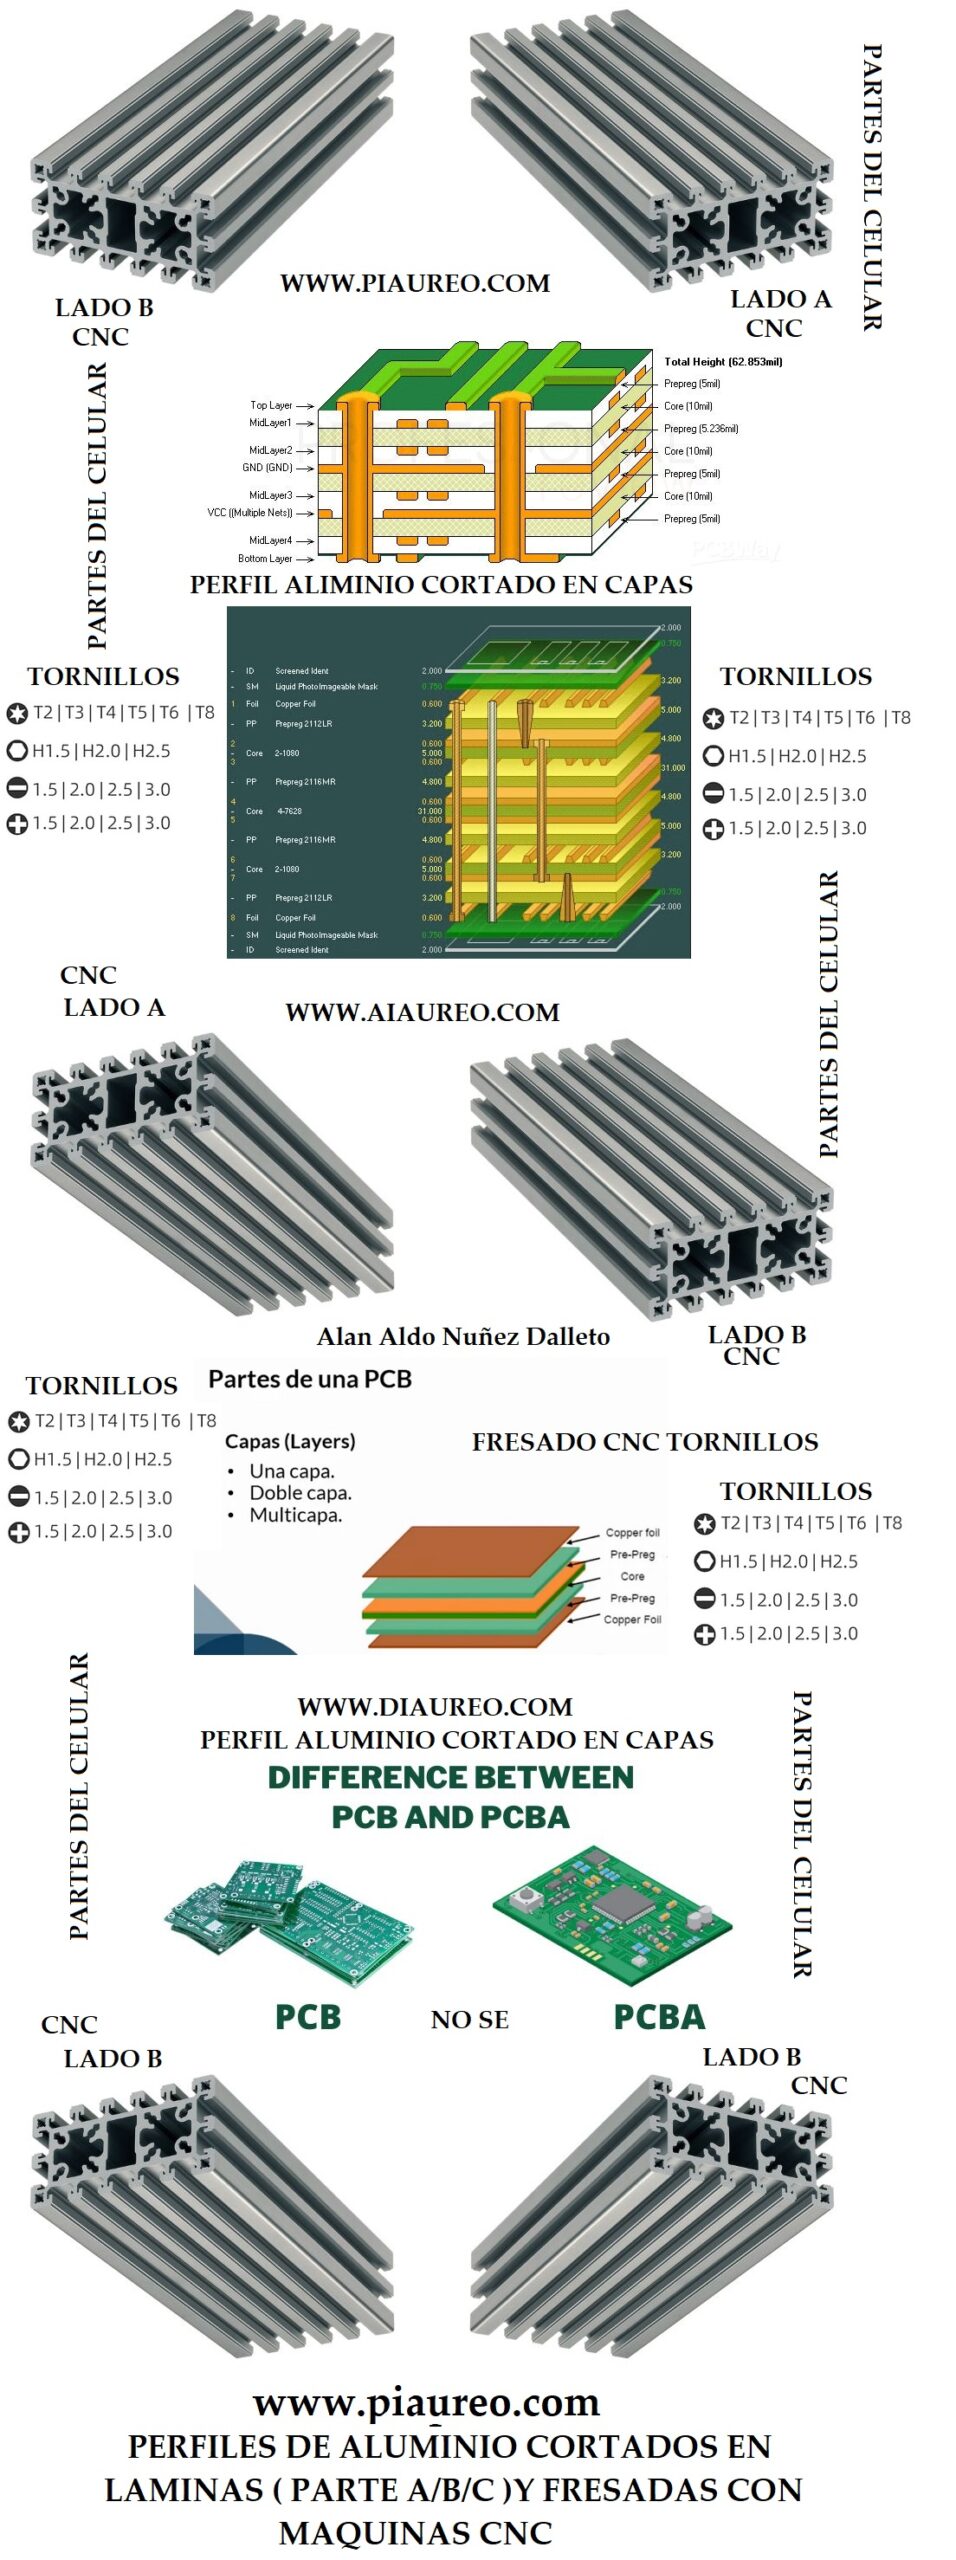 PARTES DEL CELULAR
WWW.PIAUREO.COM
LADO B
CNC
LADO A
CNC
PARTES DEL CELULAR
Total Height (62.853mil)
Top Layer
MidLayer1
MidLayer2
GND (GND)
MidLayer3
VCC ((Multiple Nets))
MidLayer4
Bottom Layer
Prepreg (5mil)
Core (10mil)
Prepreg (5.236mil)
Core (10mil)
Prepreg (5mil)
Core (10mil)
Prepreg (5mil)
PCBWay
PERFIL ALIMINIO CORTADO EN CAPAS
TORNILLOS
T2|T3|T4|T5|T6 |T8
H1.5|H2.0|H2.5
1.5|2.0|2.5|3.0
1.5|2.0|2.5|3.0
- ID Screened Ident 2.000
- SM Liquid PhotoImageable Mask 0.750
1 Foil Copper Foil 0.600
- PP Prepreg 2112LR 3.200
2 0.600
- Core 2-1080 5.000
3 0.600
- PP Prepreg 2116MR 4.800
4 0.600
- Core 4-7628 31.000
5 0.600
- PP Prepreg 2116MR 4.800
6 0.600
- Core 2-1080 5.000
7 0.600
- PP Prepreg 2112LR 3.200
8 Foil Copper Foil 0.600
- SM Liquid PhotoImageable Mask 0.750
- ID Screened Ident 2.000
2.000
0.750
3.200
5.000
4.800
31.000
4.800
5.000
3.200
0.750
2.000
TORNILLOS
T2|T3|T4|T5|T6 |T8
H1.5|H2.0|H2.5
1.5|2.0|2.5|3.0
1.5|2.0|2.5|3.0
PARTES DEL CELULAR
CNC
LADO A
WWW.AIAUREO.COM
Alan Aldo Nuñez Dalleto
LADO B
CNC
TORNILLOS
T2|T3|T4|T5|T6 |T8
H1.5|H2.0|H2.5
1.5|2.0|2.5|3.0
1.5|2.0|2.5|3.0
Partes de una PCB
Capas (Layers)
• Una capa.
• Doble capa.
• Multicapa.
Copper foil
Pre-Preg
Core
Pre-Preg
Copper Foil
FRESADO CNC TORNILLOS
TORNILLOS
T2|T3|T4|T5|T6 |T8
H1.5|H2.0|H2.5
1.5|2.0|2.5|3.0
1.5|2.0|2.5|3.0
PARTES DEL CELULAR
PARTES DEL CELULAR
WWW.DIAUREO.COM
PERFIL ALUMINIO CORTADO EN CAPAS
DIFFERENCE BETWEEN
PCB AND PCBA
PCB
NO SE
PCBA
CNC
LADO B
LADO B
CNC
www.piaureo.com
PERFILES DE ALUMINIO CORTADOS EN
LAMINAS ( PARTE A/B/C )Y FRESADAS CON
MAQUINAS CNC